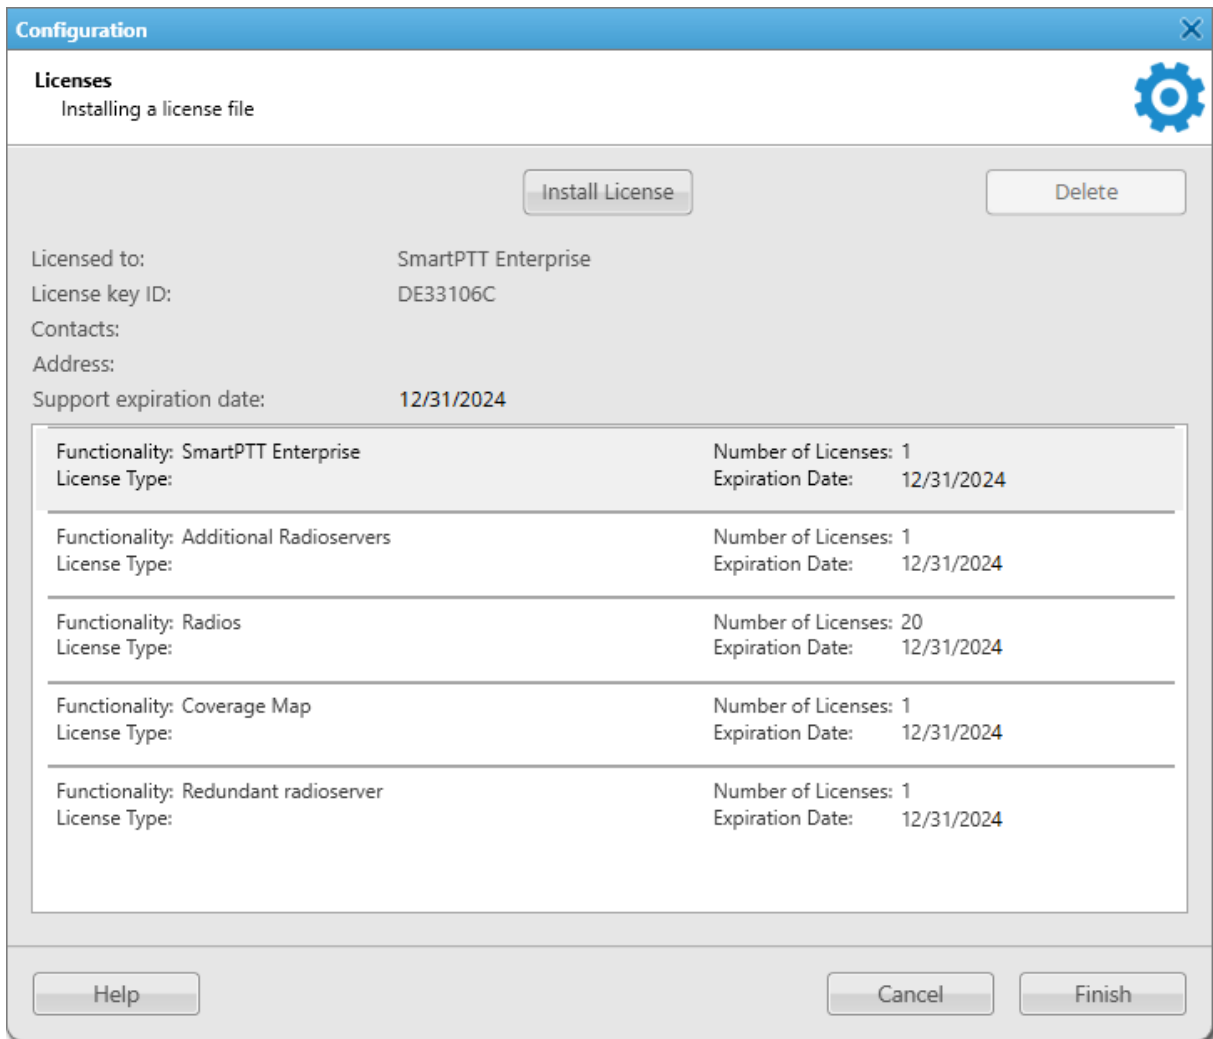 Configuration
Licenses
Installing a license file
Install License
Delete
Licensed to: SmartPTT Enterprise
License key ID: DE33106C
Contacts:
Address:
Support expiration date: 12/31/2024
Functionality: SmartPTT Enterprise Number of Licenses: 1
License Type: Expiration Date: 12/31/2024
Functionality: Additional Radioservers Number of Licenses: 1
License Type: Expiration Date: 12/31/2024
Functionality: Radios Number of Licenses: 20
License Type: Expiration Date: 12/31/2024
Functionality: Coverage Map Number of Licenses: 1
License Type: Expiration Date: 12/31/2024
Functionality: Redundant radioserver Number of Licenses: 1
License Type: Expiration Date: 12/31/2024
Help Cancel Finish